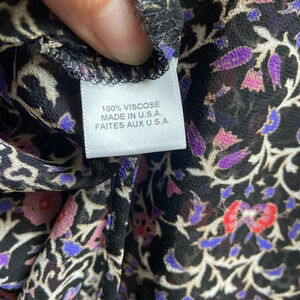 100% VISCOSE
MADE IN U.S.A.
FAITES AUX U.S.A.